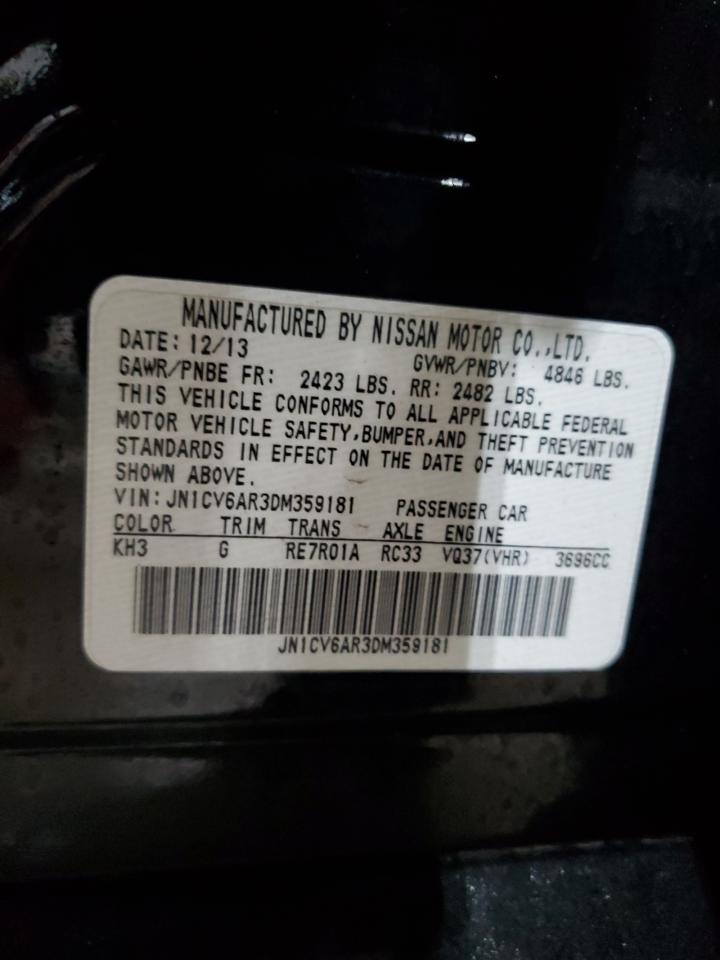 MANUFACTURED BY NISSAN MOTOR CO.,LTD.
DATE: 12/13 GVWR/PNBV: 4846 LBS.
GAWR/PNBE FR: 2423 LBS. RR: 2482 LBS.
THIS VEHICLE CONFORMS TO ALL APPLICABLE FEDERAL
MOTOR VEHICLE SAFETY,BUMPER,AND THEFT PREVENTION
STANDARDS IN EFFECT ON THE DATE OF MANUFACTURE
SHOWN ABOVE.
VIN: JN1CV6AR3DM359181 PASSENGER CAR
COLOR TRIM TRANS AXLE ENGINE
KH3 G RE7R01A RC33 VQ37(VHR) 3696CC
JN1CV6AR3DM359181